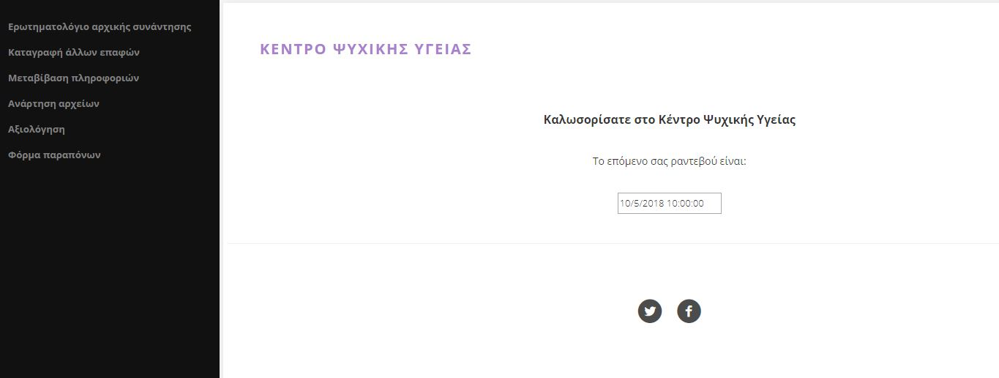 Ερωτηματολόγιο αρχικής συνάντησης
Καταγραφή άλλων επαφών
Μεταβίβαση πληροφοριών
Ανάρτηση αρχείων
Αξιολόγηση
Φόρμα παραπόνων
ΚΕΝΤΡΟ ΨΥΧΙΚΗΣ ΥΓΕΙΑΣ
Καλωσορίσατε στο Κέντρο Ψυχικής Υγείας
Το επόμενο σας ραντεβού είναι:
10/5/2018 10:00:00